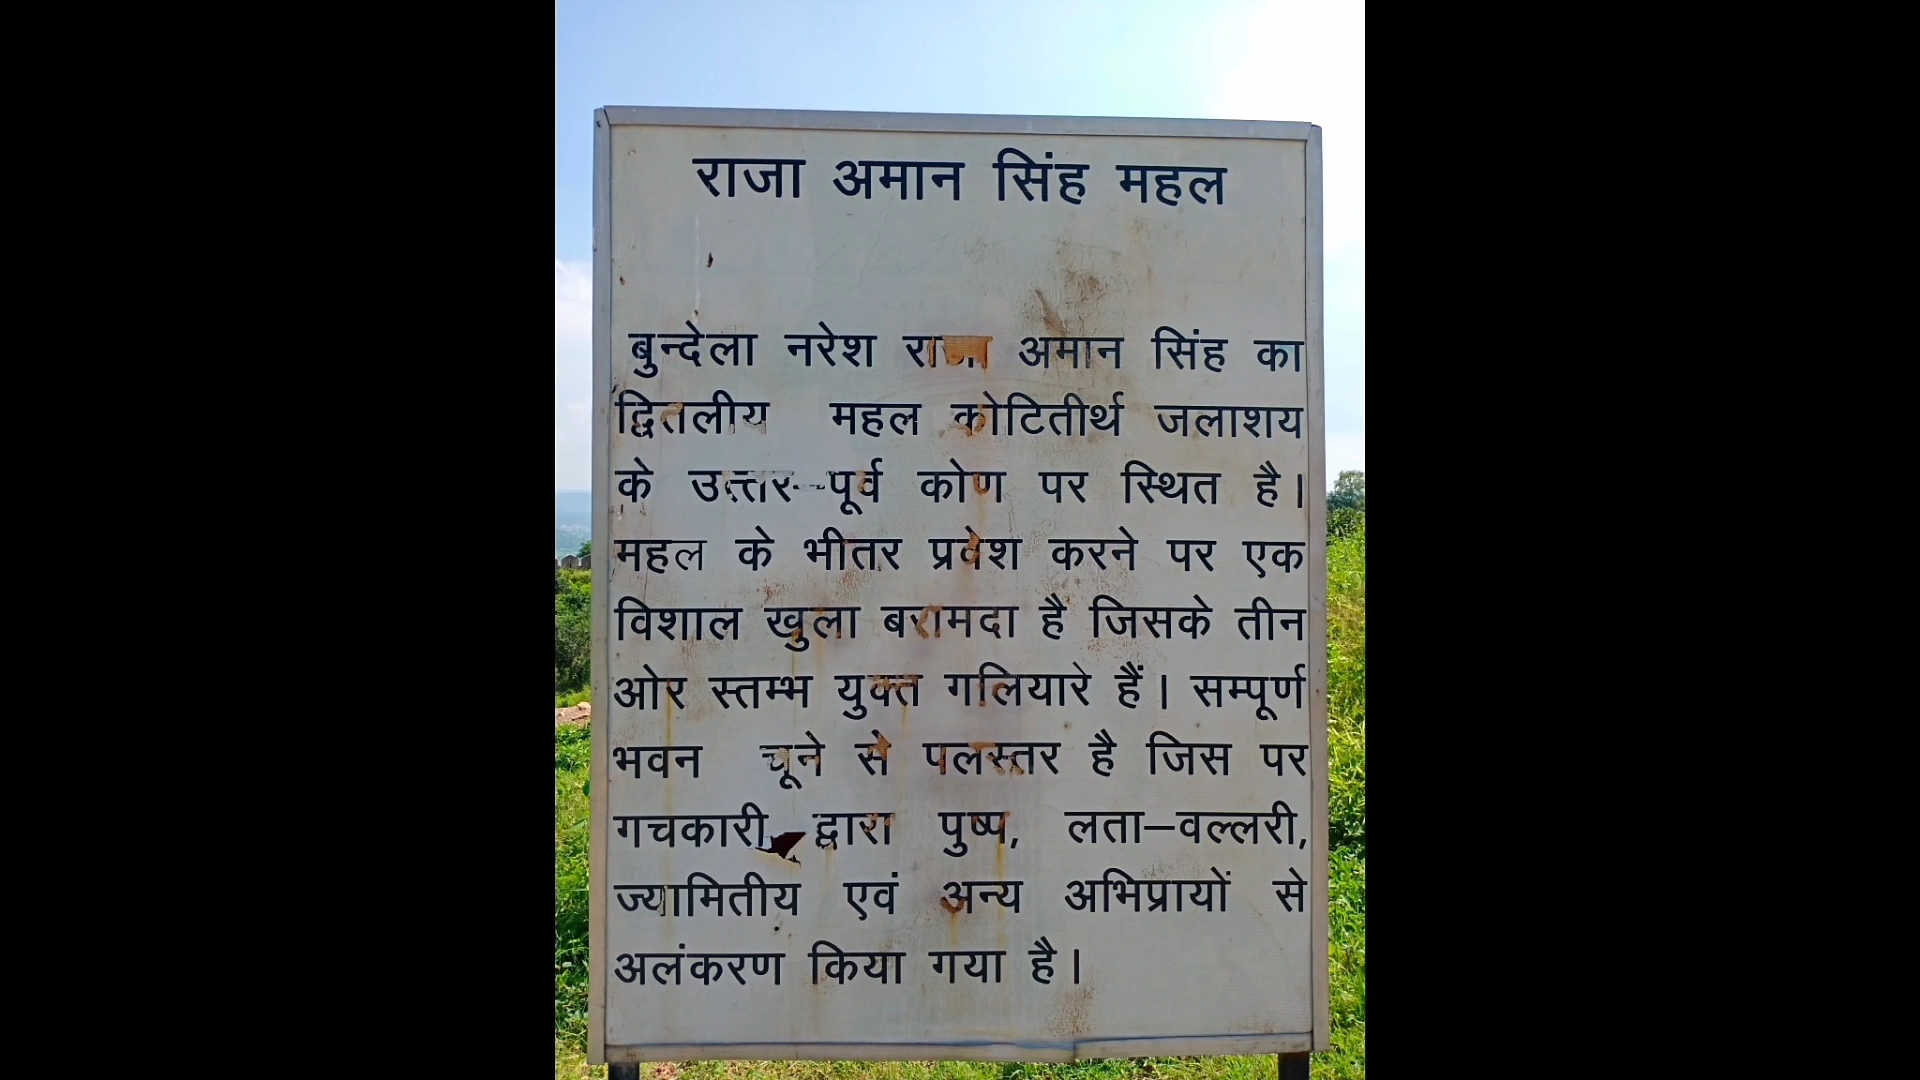 राजा अमान सिंह महल
बुन्देला नरेश राजा अमान सिंह का
द्वितलीय महल कोटितीर्थ जलाशय
के उत्तर–पूर्व कोण पर स्थित है।
महल के भीतर प्रवेश करने पर एक
विशाल खुला बरामदा है जिसके तीन
ओर स्तम्भ युक्त गलियारे हैं। सम्पूर्ण
भवन चूने से पलस्तर है जिस पर
गचकारी द्वारा पुष्प, लता–वल्लरी,
ज्यामितीय एवं अन्य अभिप्रायों से
अलंकरण किया गया है।